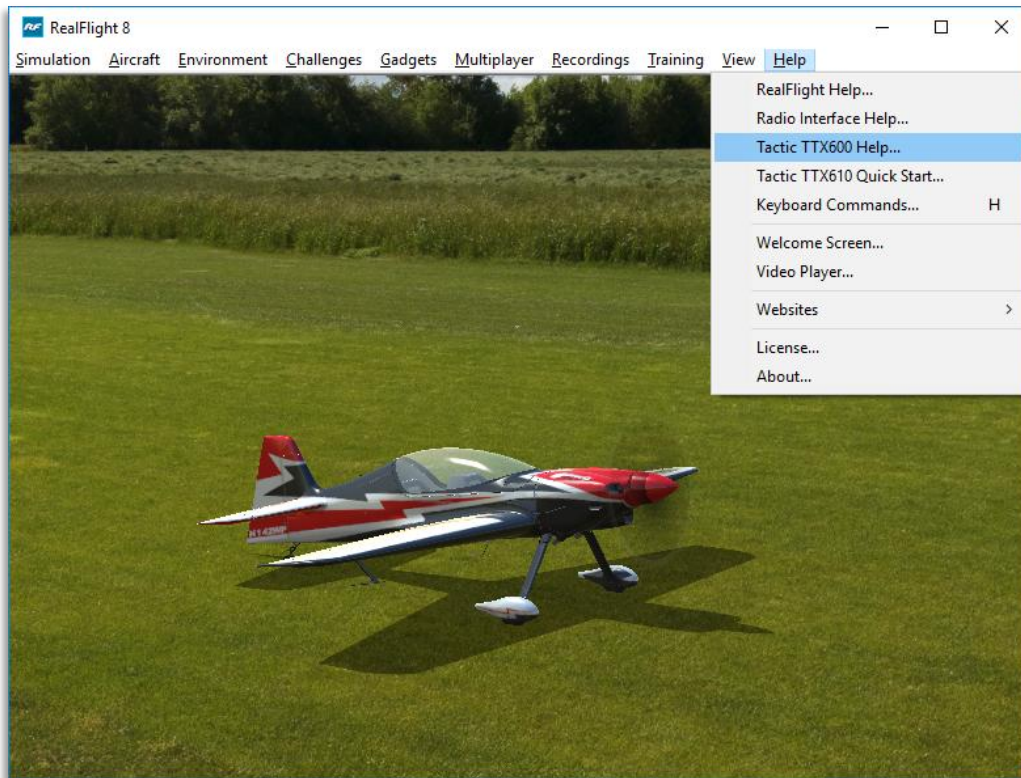 RF RealFlight 8
Simulation Aircraft Environment Challenges Gadgets Multiplayer Recordings Training View Help
RealFlight Help...
Radio Interface Help...
Tactic TTX600 Help...
Tactic TTX610 Quick Start...
Keyboard Commands... H
Welcome Screen...
Video Player...
Websites
License...
About...